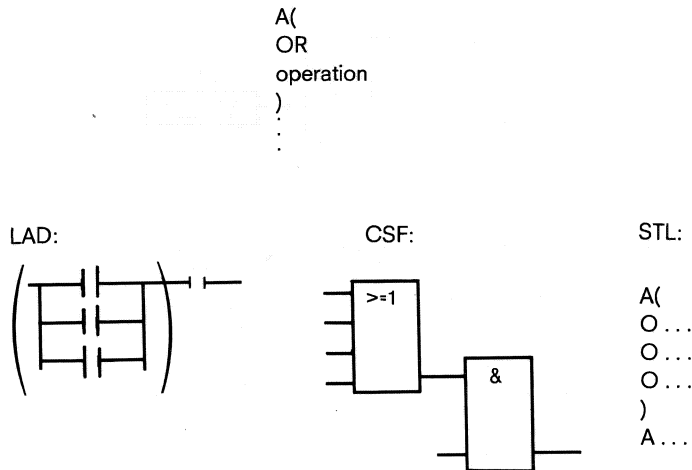 A(
OR
operation
)
.
.
.
LAD:
CSF:
STL:
>=1
&
A(
O ...
O ...
O ...
)
A ...